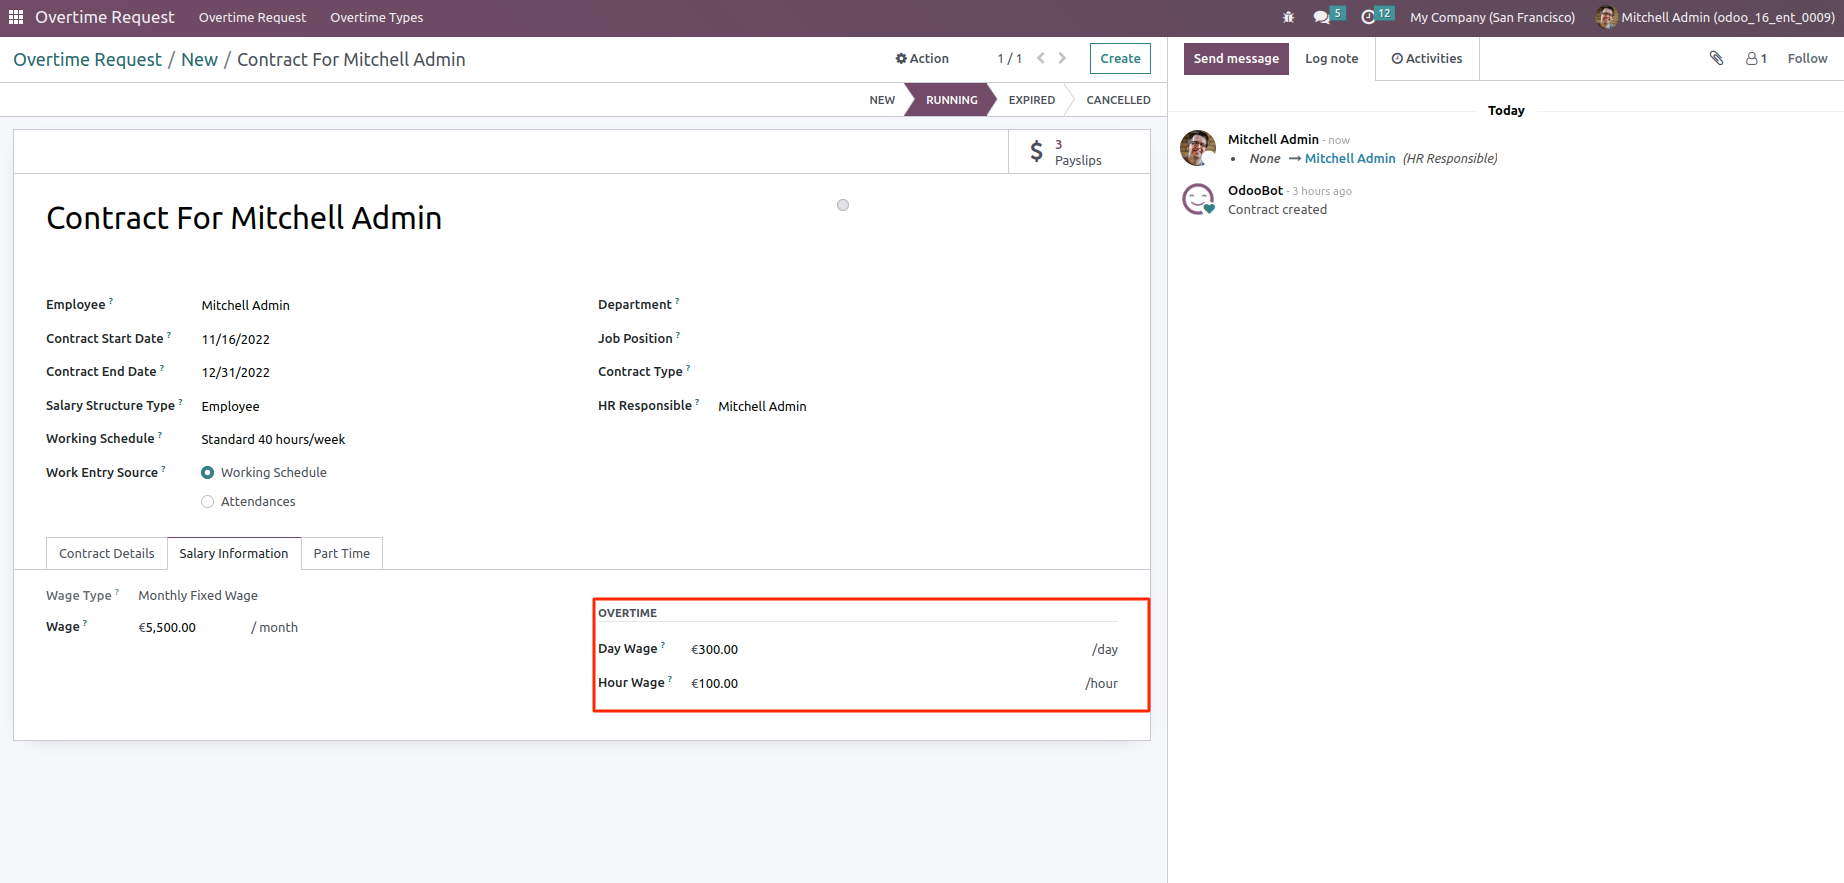 Overtime Request Overtime Request Overtime Types 5 12 My Company (San Francisco) Mitchell Admin (odoo_16_ent_0009)
Overtime Request / New / Contract For Mitchell Admin Action 1 / 1 Create
NEW RUNNING EXPIRED CANCELLED
3
Payslips
Contract For Mitchell Admin
Employee ? Mitchell Admin
Contract Start Date ? 11/16/2022
Contract End Date ? 12/31/2022
Salary Structure Type ? Employee
Working Schedule ? Standard 40 hours/week
Work Entry Source ? Working Schedule
Attendances
Department ?
Job Position ?
Contract Type ?
HR Responsible ? Mitchell Admin
Contract Details Salary Information Part Time
Wage Type ? Monthly Fixed Wage
Wage ? €5,500.00 / month
OVERTIME
Day Wage ? €300.00 /day
Hour Wage ? €100.00 /hour
Send message Log note Activities 1 Follow
Today
Mitchell Admin - now
• None → Mitchell Admin (HR Responsible)
OdooBot - 3 hours ago
Contract created